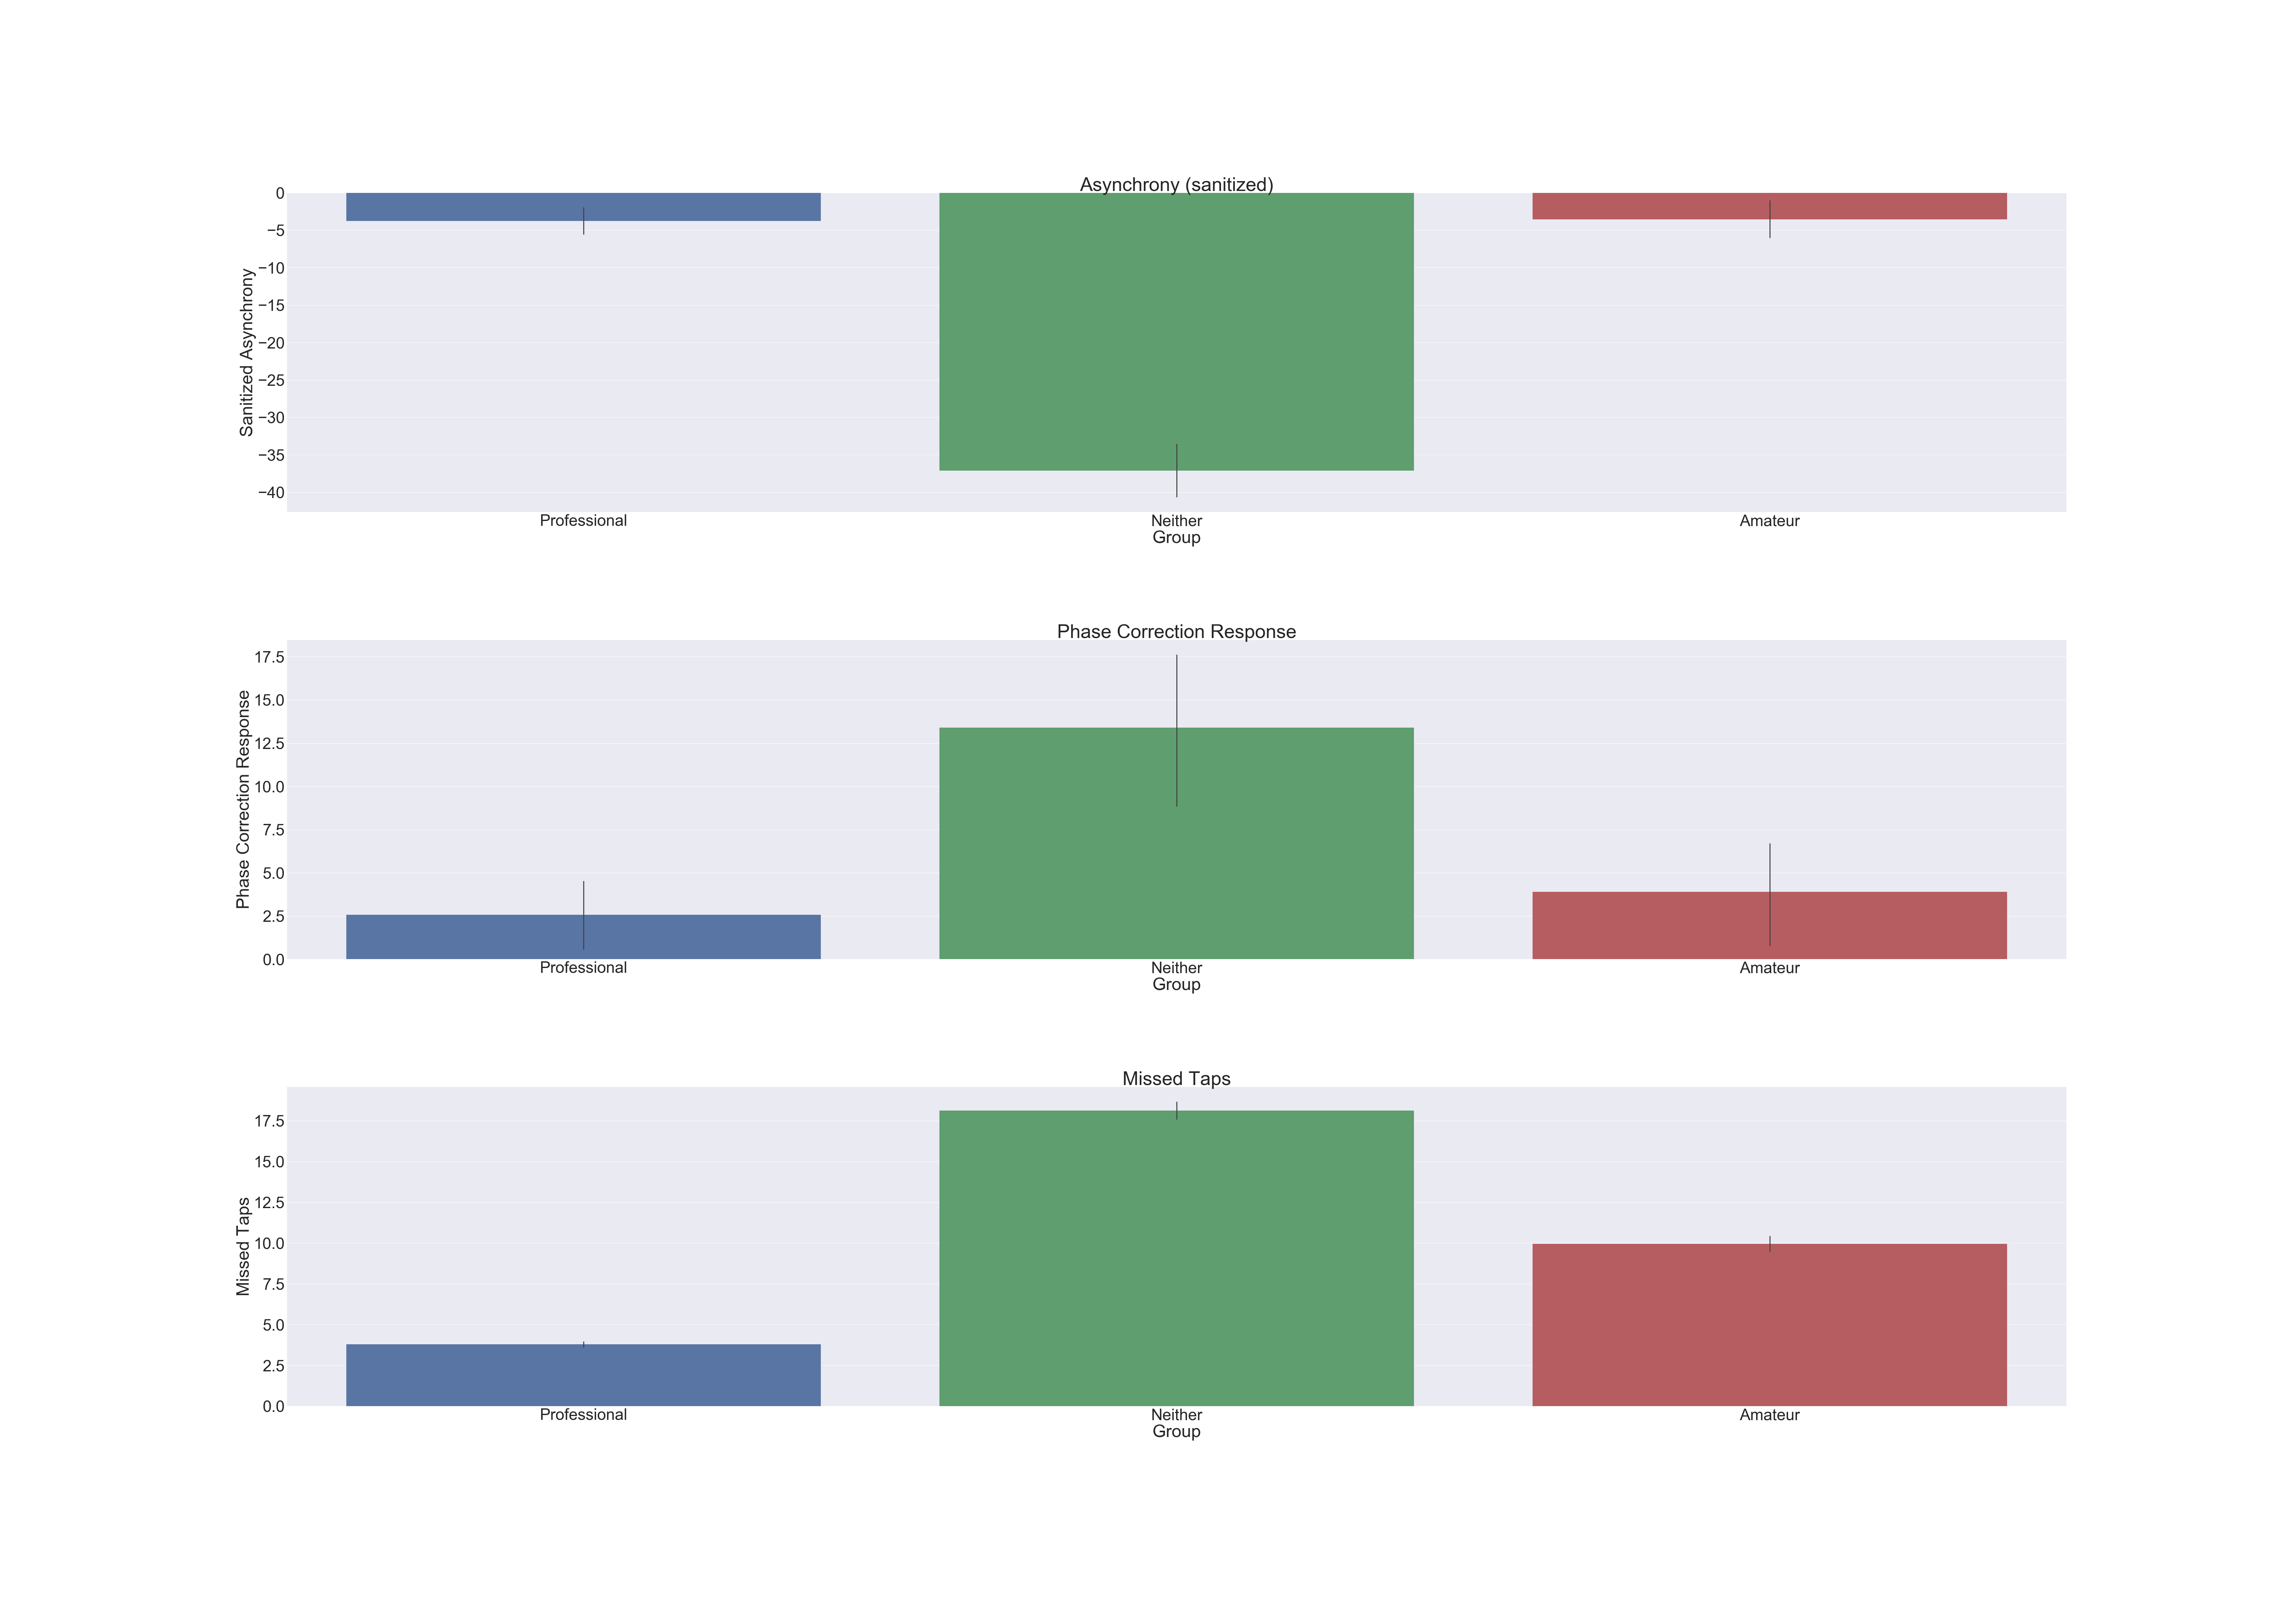 Asynchrony (sanitized)
Sanitized Asynchrony
0
−5
−10
−15
−20
−25
−30
−35
−40
Professional
Neither
Amateur
Group
Phase Correction Response
Phase Correction Response
17.5
15.0
12.5
10.0
7.5
5.0
2.5
0.0
Professional
Neither
Amateur
Group
Missed Taps
Missed Taps
17.5
15.0
12.5
10.0
7.5
5.0
2.5
0.0
Professional
Neither
Amateur
Group